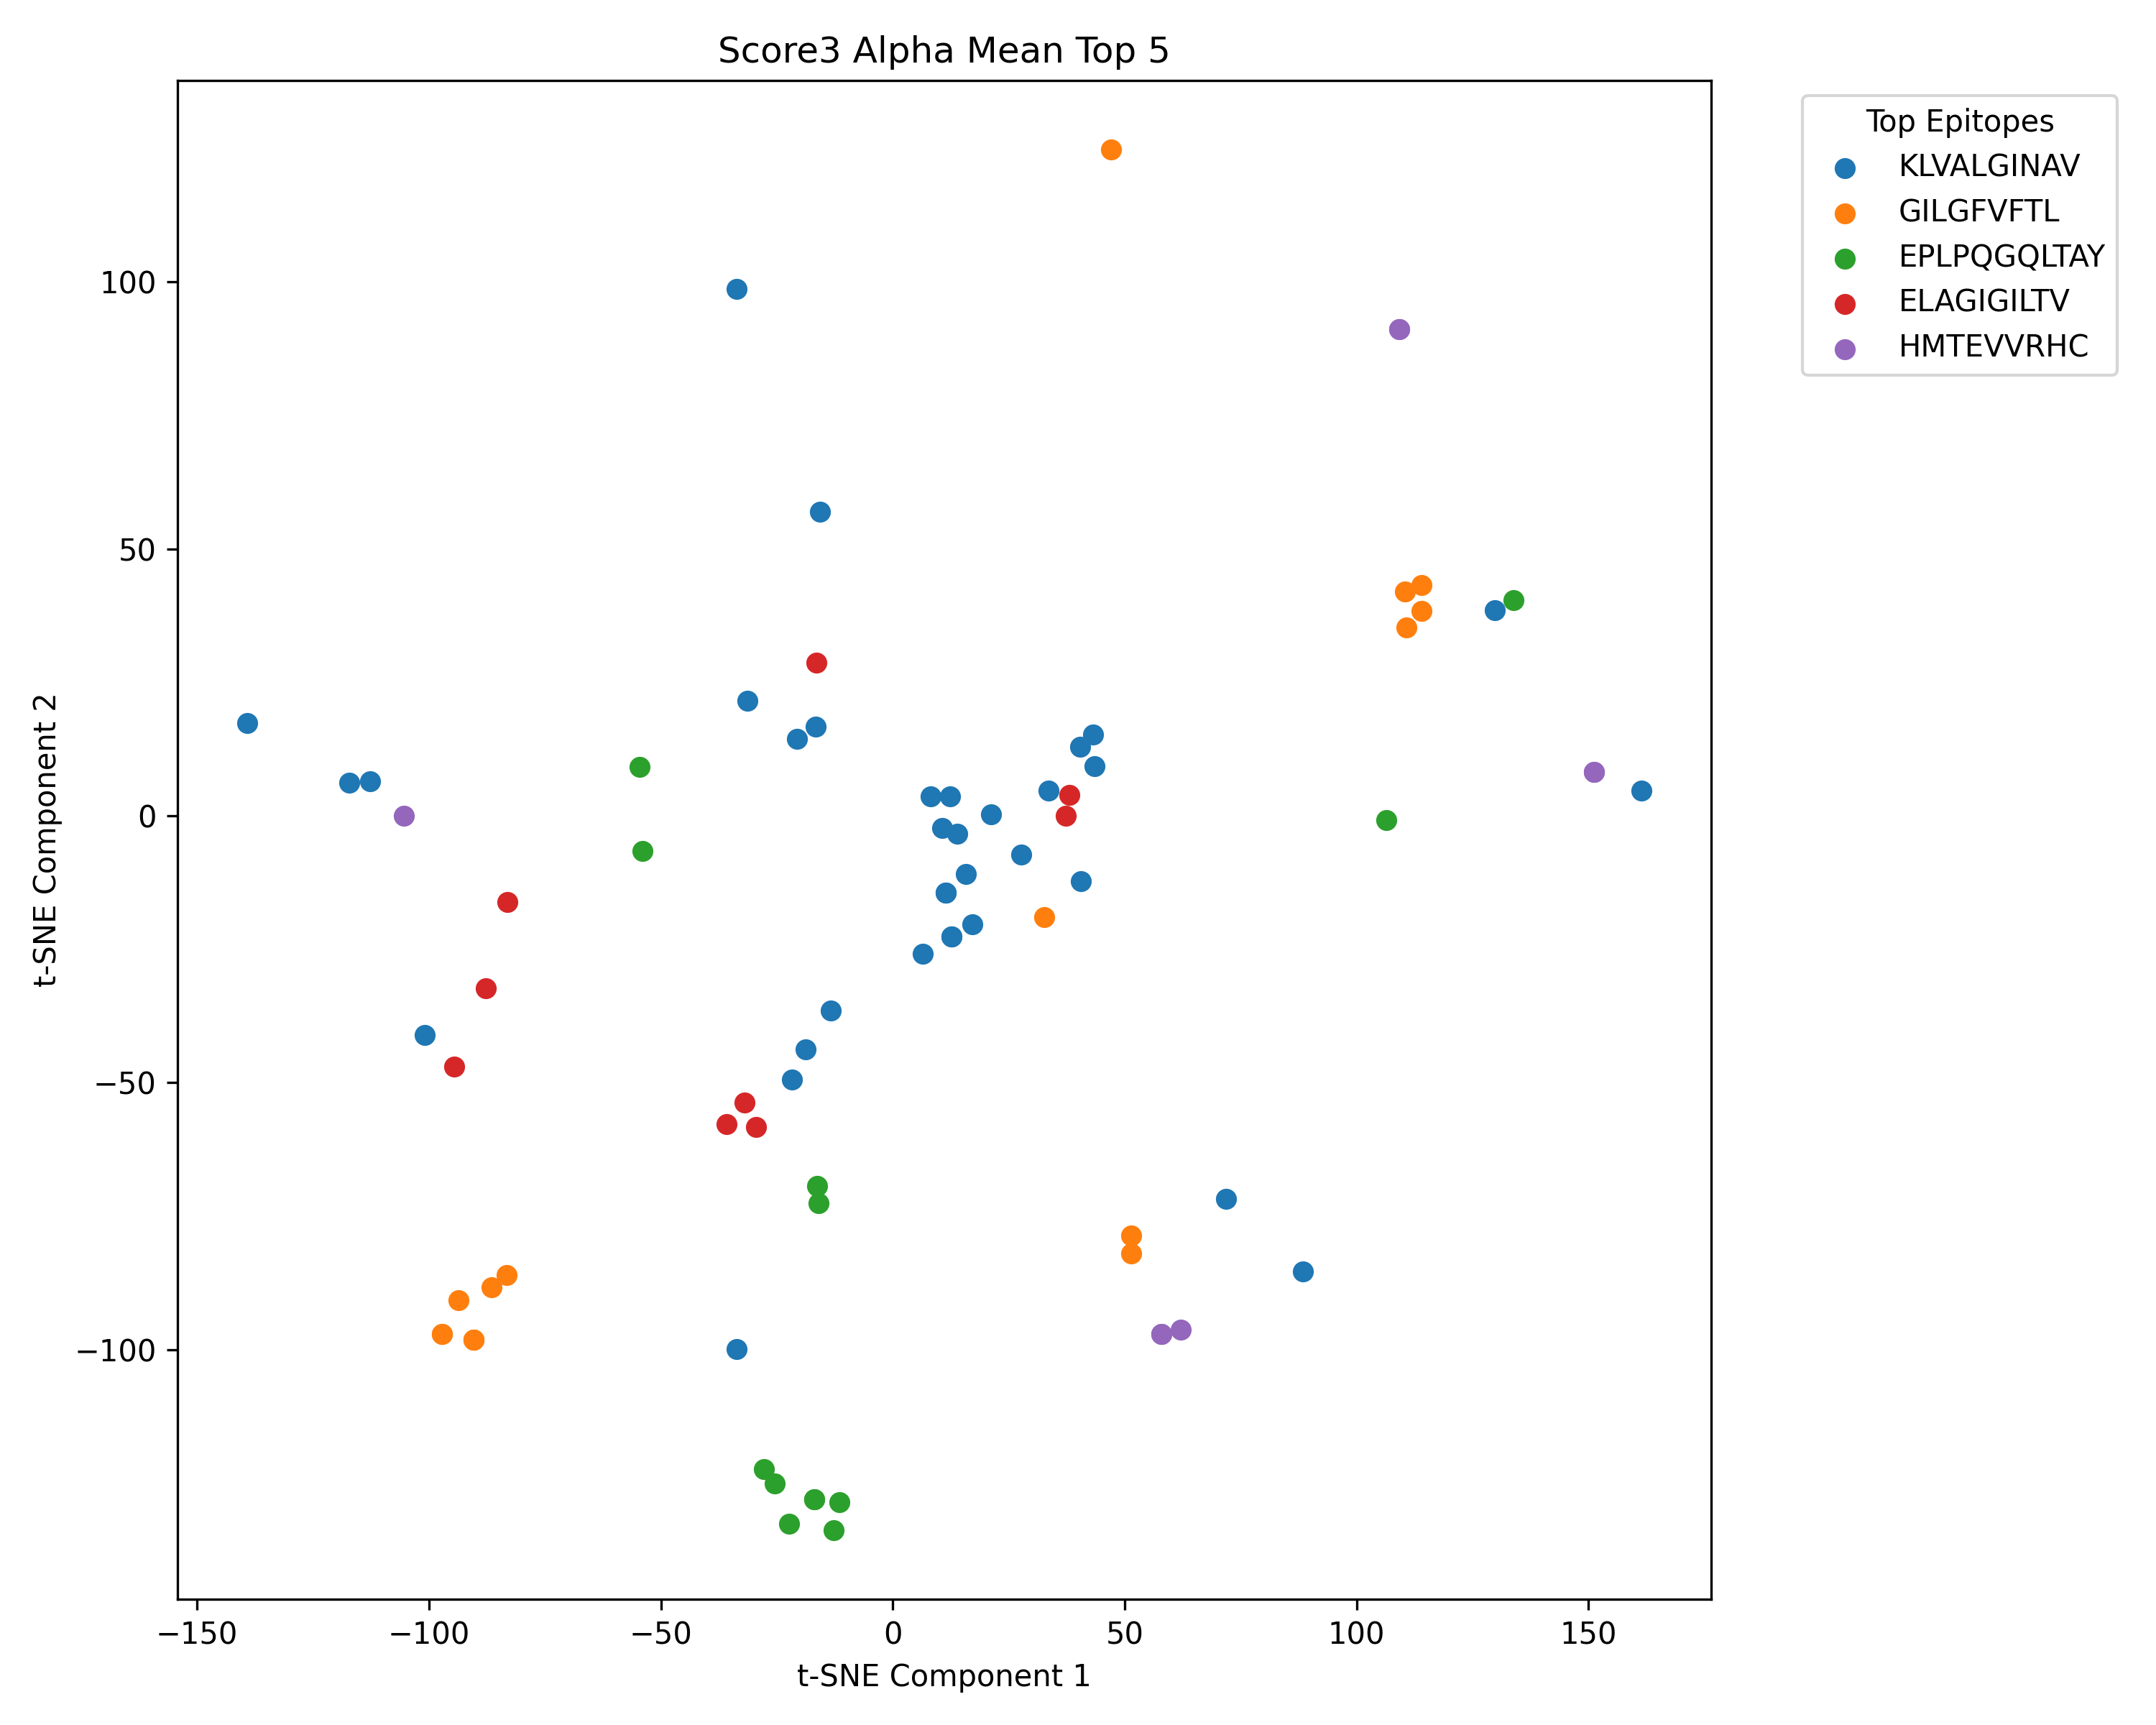 Score3 Alpha Mean Top 5
Top Epitopes
KLVALGINAV
GILGFVFTL
EPLPQGQLTAY
ELAGIGILTV
HMTEVVRHC
100
50
0
−50
−100
t-SNE Component 2
−150
−100
−50
0
50
100
150
t-SNE Component 1